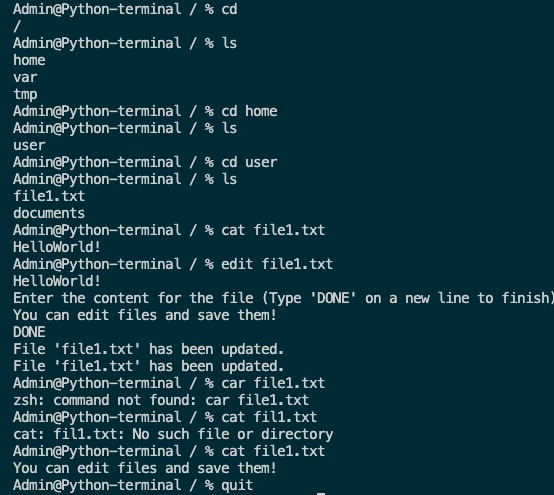 Admin@Python-terminal / % cd
/
Admin@Python-terminal / % ls
home
var
tmp
Admin@Python-terminal / % cd home
Admin@Python-terminal / % ls
user
Admin@Python-terminal / % cd user
Admin@Python-terminal / % ls
file1.txt
documents
Admin@Python-terminal / % cat file1.txt
HelloWorld!
Admin@Python-terminal / % edit file1.txt
HelloWorld!
Enter the content for the file (Type 'DONE' on a new line to finish)
You can edit files and save them!
DONE
File 'file1.txt' has been updated.
File 'file1.txt' has been updated.
Admin@Python-terminal / % car file1.txt
zsh: command not found: car file1.txt
Admin@Python-terminal / % cat fil1.txt
cat: fil1.txt: No such file or directory
Admin@Python-terminal / % cat file1.txt
You can edit files and save them!
Admin@Python-terminal / % quit